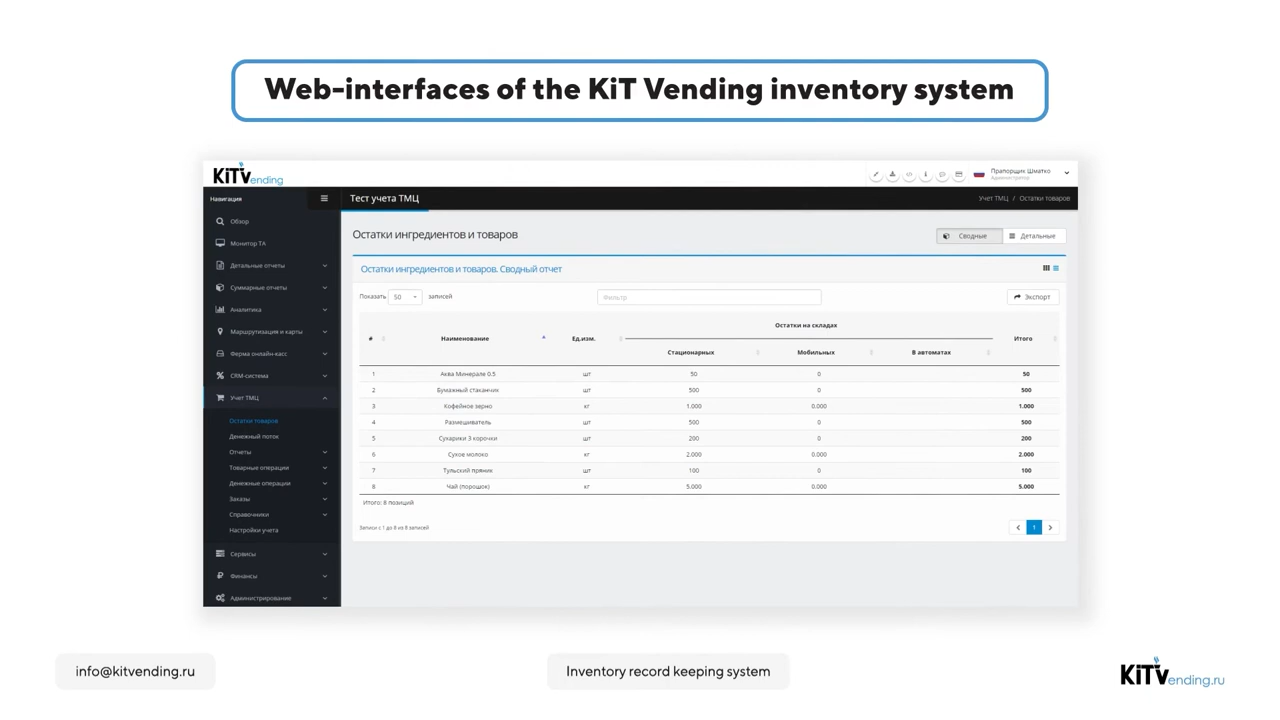 Web-interfaces of the KiT Vending inventory system
KiTVending
Прапорщик Шматко
Администратор
Навигация
Тест учета ТМЦ
Учет ТМЦ / Остатки товаров
Обзор
Монитор ТА
Детальные отчеты
Суммарные отчеты
Аналитика
Маршрутизация и карты
Ферма онлайн-касс
CRM-система
Учет ТМЦ
Остатки товаров
Денежный поток
Отчеты
Товарные операции
Денежные операции
Заказы
Справочники
Настройки учета
Сервисы
Финансы
Администрирование
Остатки ингредиентов и товаров
Сводные Детальные
Остатки ингредиентов и товаров. Сводный отчет
Показать 50 записей Фильтр Экспорт
Остатки на складах
# Наименование Ед.изм. Итого
Стационарных Мобильных В автоматах
1 Аква Минерале 0.5 шт 50 0 50
2 Бумажный стаканчик шт 500 0 500
3 Кофейное зерно кг 1.000 0.000 1.000
4 Размешиватель шт 500 0 500
5 Сухарики 3 корочки шт 200 0 200
6 Сухое молоко кг 2.000 0.000 2.000
7 Тульский пряник шт 100 0 100
8 Чай (порошок) кг 5.000 0.000 5.000
Итого: 8 позиций
Записи с 1 до 8 из 8 записей
1
info@kitvending.ru
Inventory record keeping system
KiTVending.ru